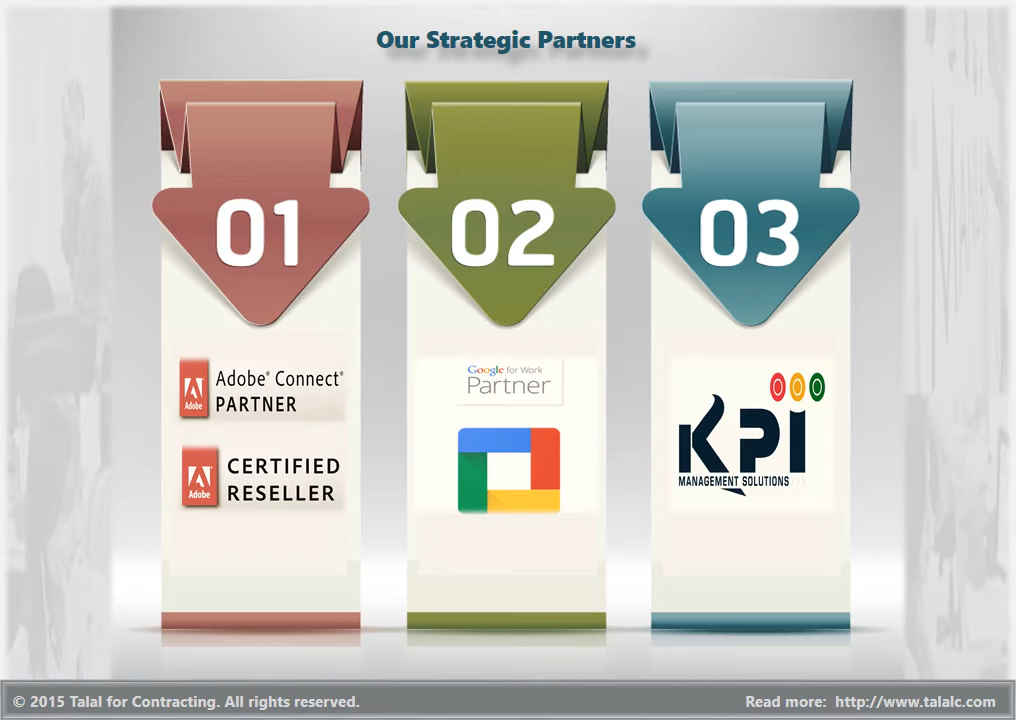 Our Strategic Partners
01
02
03
Adobe
Adobe® Connect®
PARTNER
Adobe
CERTIFIED
RESELLER
Google for Work
Partner
KPI
MANAGEMENT SOLUTIONS
© 2015 Talal for Contracting. All rights reserved.
Read more: http://www.talalc.com